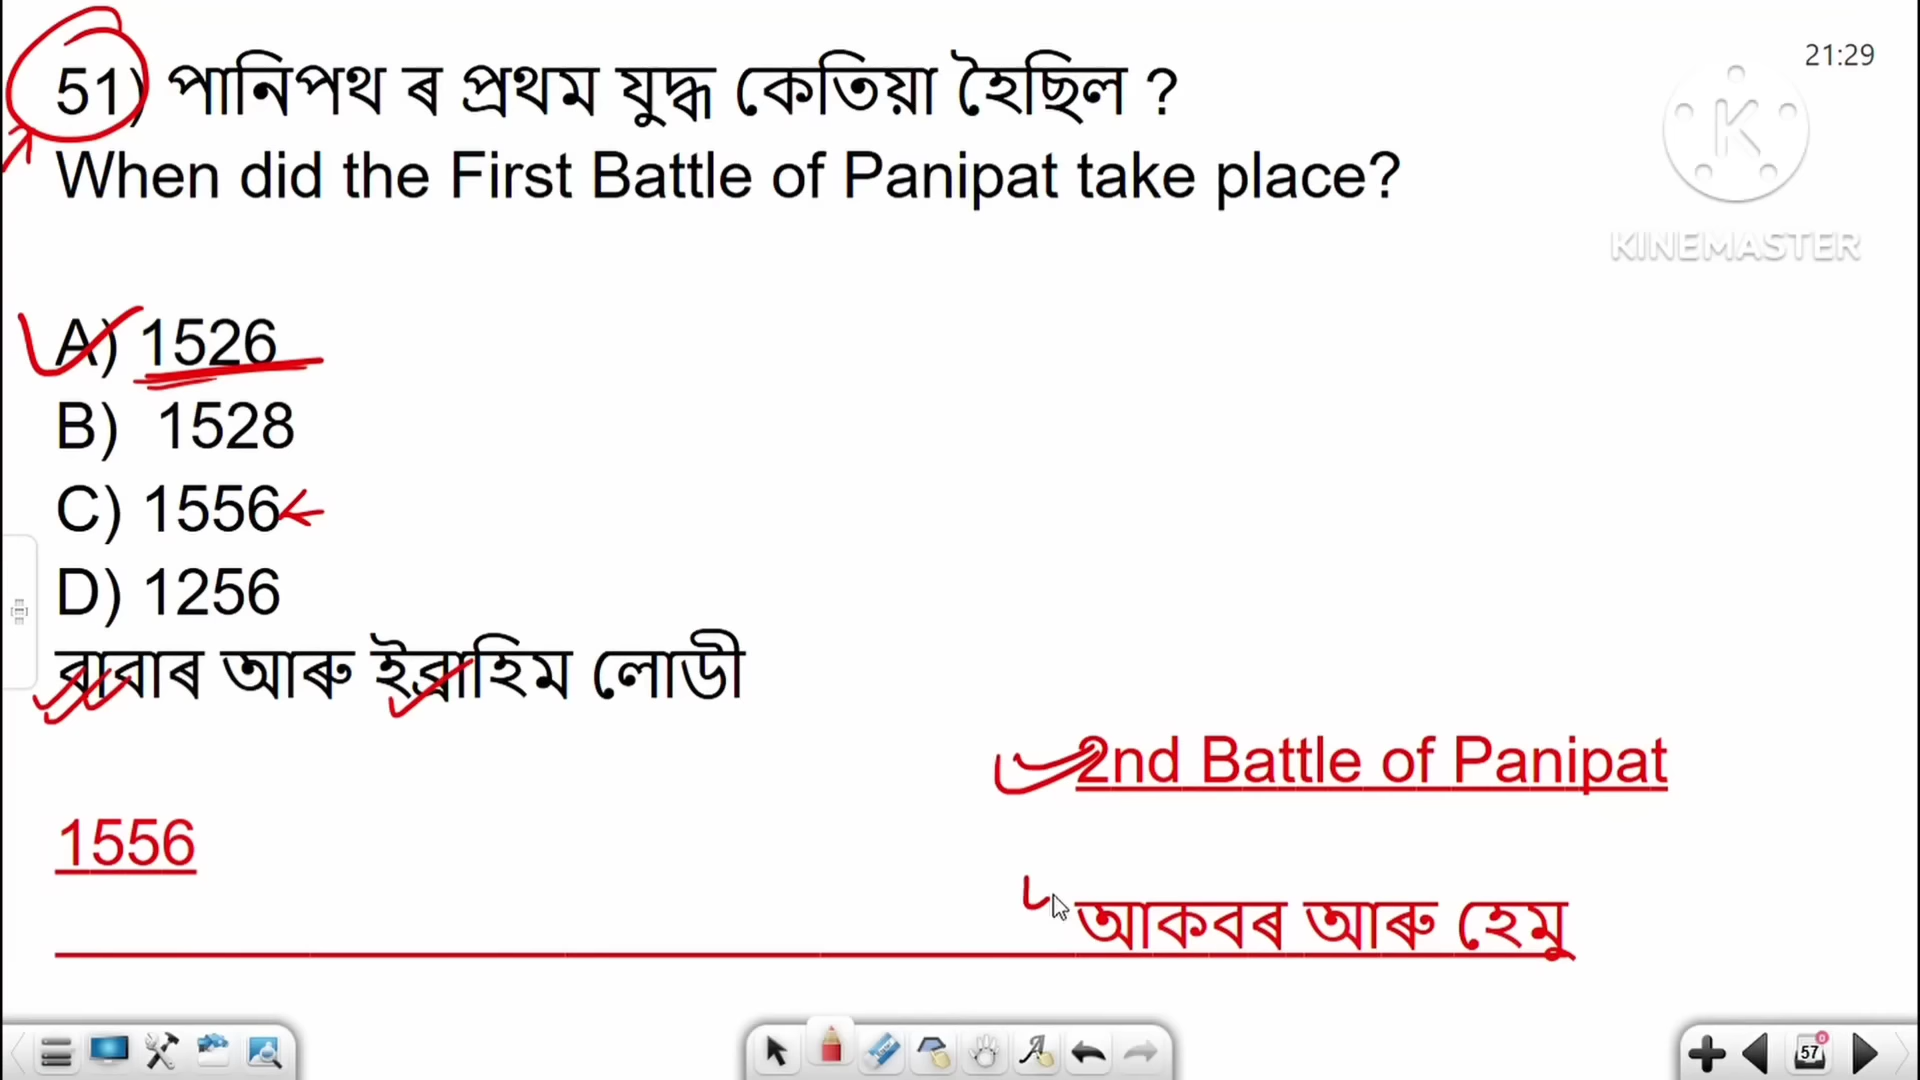 21:29
51) পানিপথ ৰ প্ৰথম যুদ্ধ কেতিয়া হৈছিল ?
When did the First Battle of Panipat take place?
KINEMASTER
A) 1526
B) 1528
C) 1556
D) 1256
বাবাৰ আৰু ইব্ৰাহিম লোডী
2nd Battle of Panipat
1556
আকবৰ আৰু হেমু
57